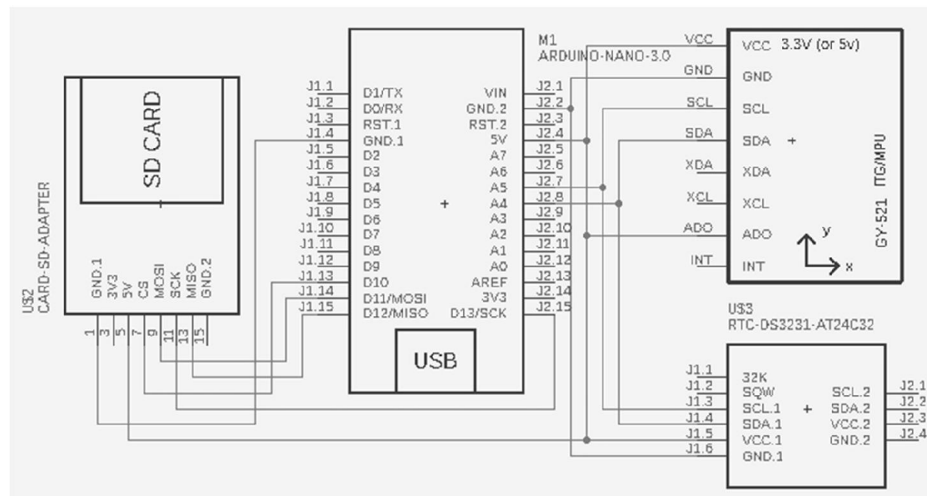 SD CARD
U$2
CARD-SD-ADAPTER
GND.1
3V3
5V
CS
MOSI
SCK
MISO
GND.2
1
3
5
7
9
11
13
15
M1
ARDUINO-NANO-3.0
J1.1 D1/TX VIN J2.1
J1.2 D0/RX GND.2 J2.2
J1.3 RST.1 RST.2 J2.3
J1.4 GND.1 5V J2.4
J1.5 D2 A7 J2.5
J1.6 D3 A6 J2.6
J1.7 D4 A5 J2.7
J1.8 D5 A4 J2.8
J1.9 D6 A3 J2.9
J1.10 D7 A2 J2.10
J1.11 D8 A1 J2.11
J1.12 D9 A0 J2.12
J1.13 D10 AREF J2.13
J1.14 D11/MOSI 3V3 J2.14
J1.15 D12/MISO D13/SCK J2.15
USB
VCC VCC 3.3V (or 5v)
GND GND
SCL SCL
SDA SDA
XDA XDA
XCL XCL
ADO ADO
INT INT
y
x
GY-521 ITG/MPU
U$3
RTC-DS3231-AT24C32
J1.1 32K
J1.2 SQW SCL.2 J2.1
J1.3 SCL.1 SDA.2 J2.2
J1.4 SDA.1 VCC.2 J2.3
J1.5 VCC.1 GND.2 J2.4
J1.6 GND.1